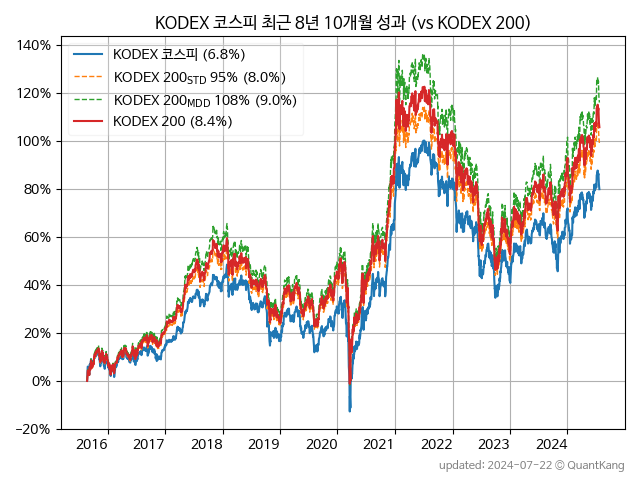 KODEX 코스피 최근 8년 10개월 성과 (vs KODEX 200)
140%
120%
100%
80%
60%
40%
20%
0%
−20%
KODEX 코스피 (6.8%)
KODEX 200STD 95% (8.0%)
KODEX 200MDD 108% (9.0%)
KODEX 200 (8.4%)
2016 2017 2018 2019 2020 2021 2022 2023 2024
updated: 2024-07-22 © QuantKang